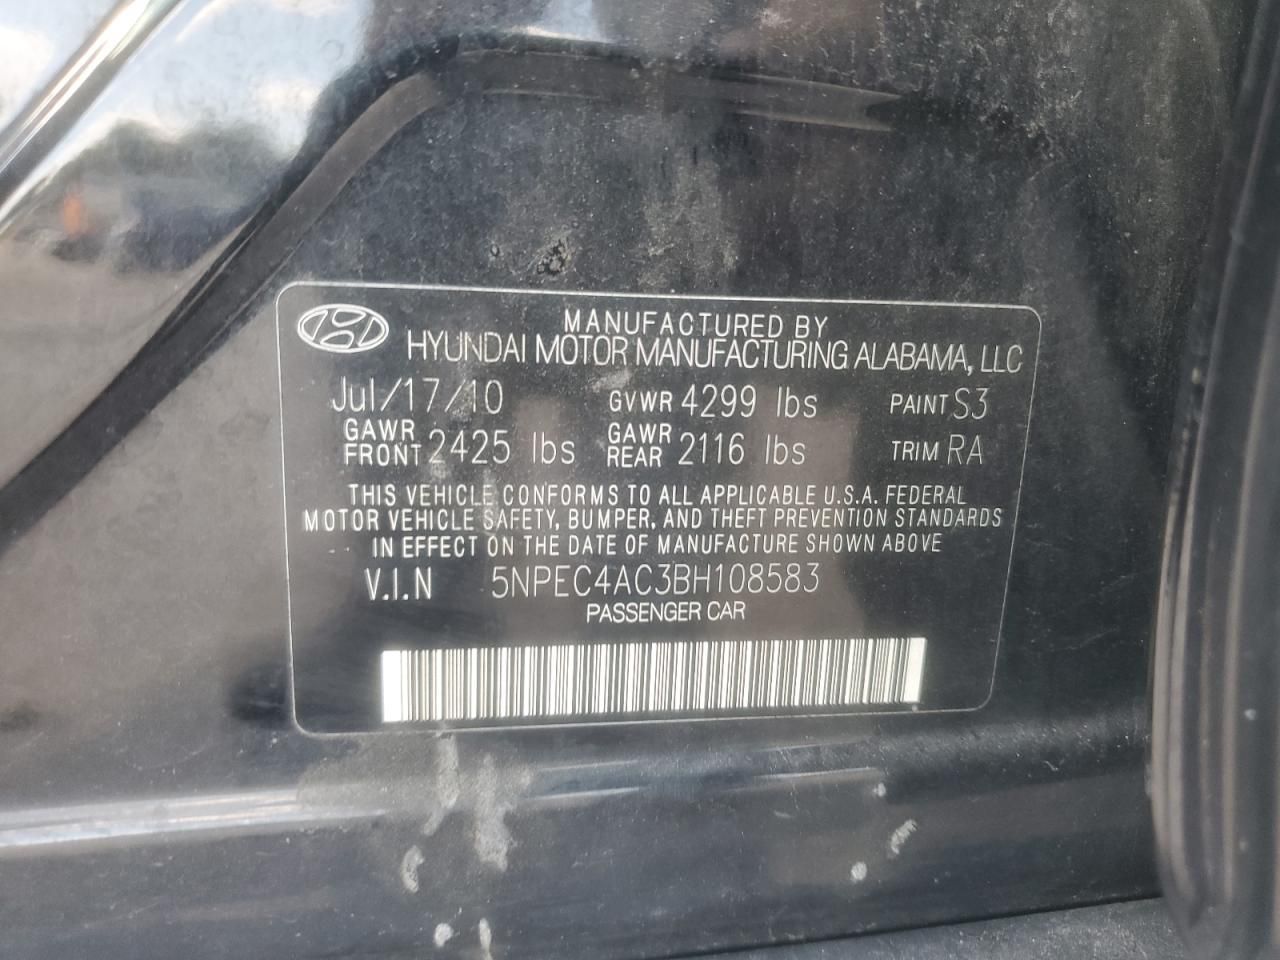 MANUFACTURED BY
HYUNDAI MOTOR MANUFACTURING ALABAMA, LLC
Jul/17/10 GVWR 4299 lbs PAINT S3
GAWR FRONT 2425 lbs GAWR REAR 2116 lbs TRIM RA
THIS VEHICLE CONFORMS TO ALL APPLICABLE U.S.A. FEDERAL
MOTOR VEHICLE SAFETY, BUMPER, AND THEFT PREVENTION STANDARDS
IN EFFECT ON THE DATE OF MANUFACTURE SHOWN ABOVE
V.I.N 5NPEC4AC3BH108583
PASSENGER CAR